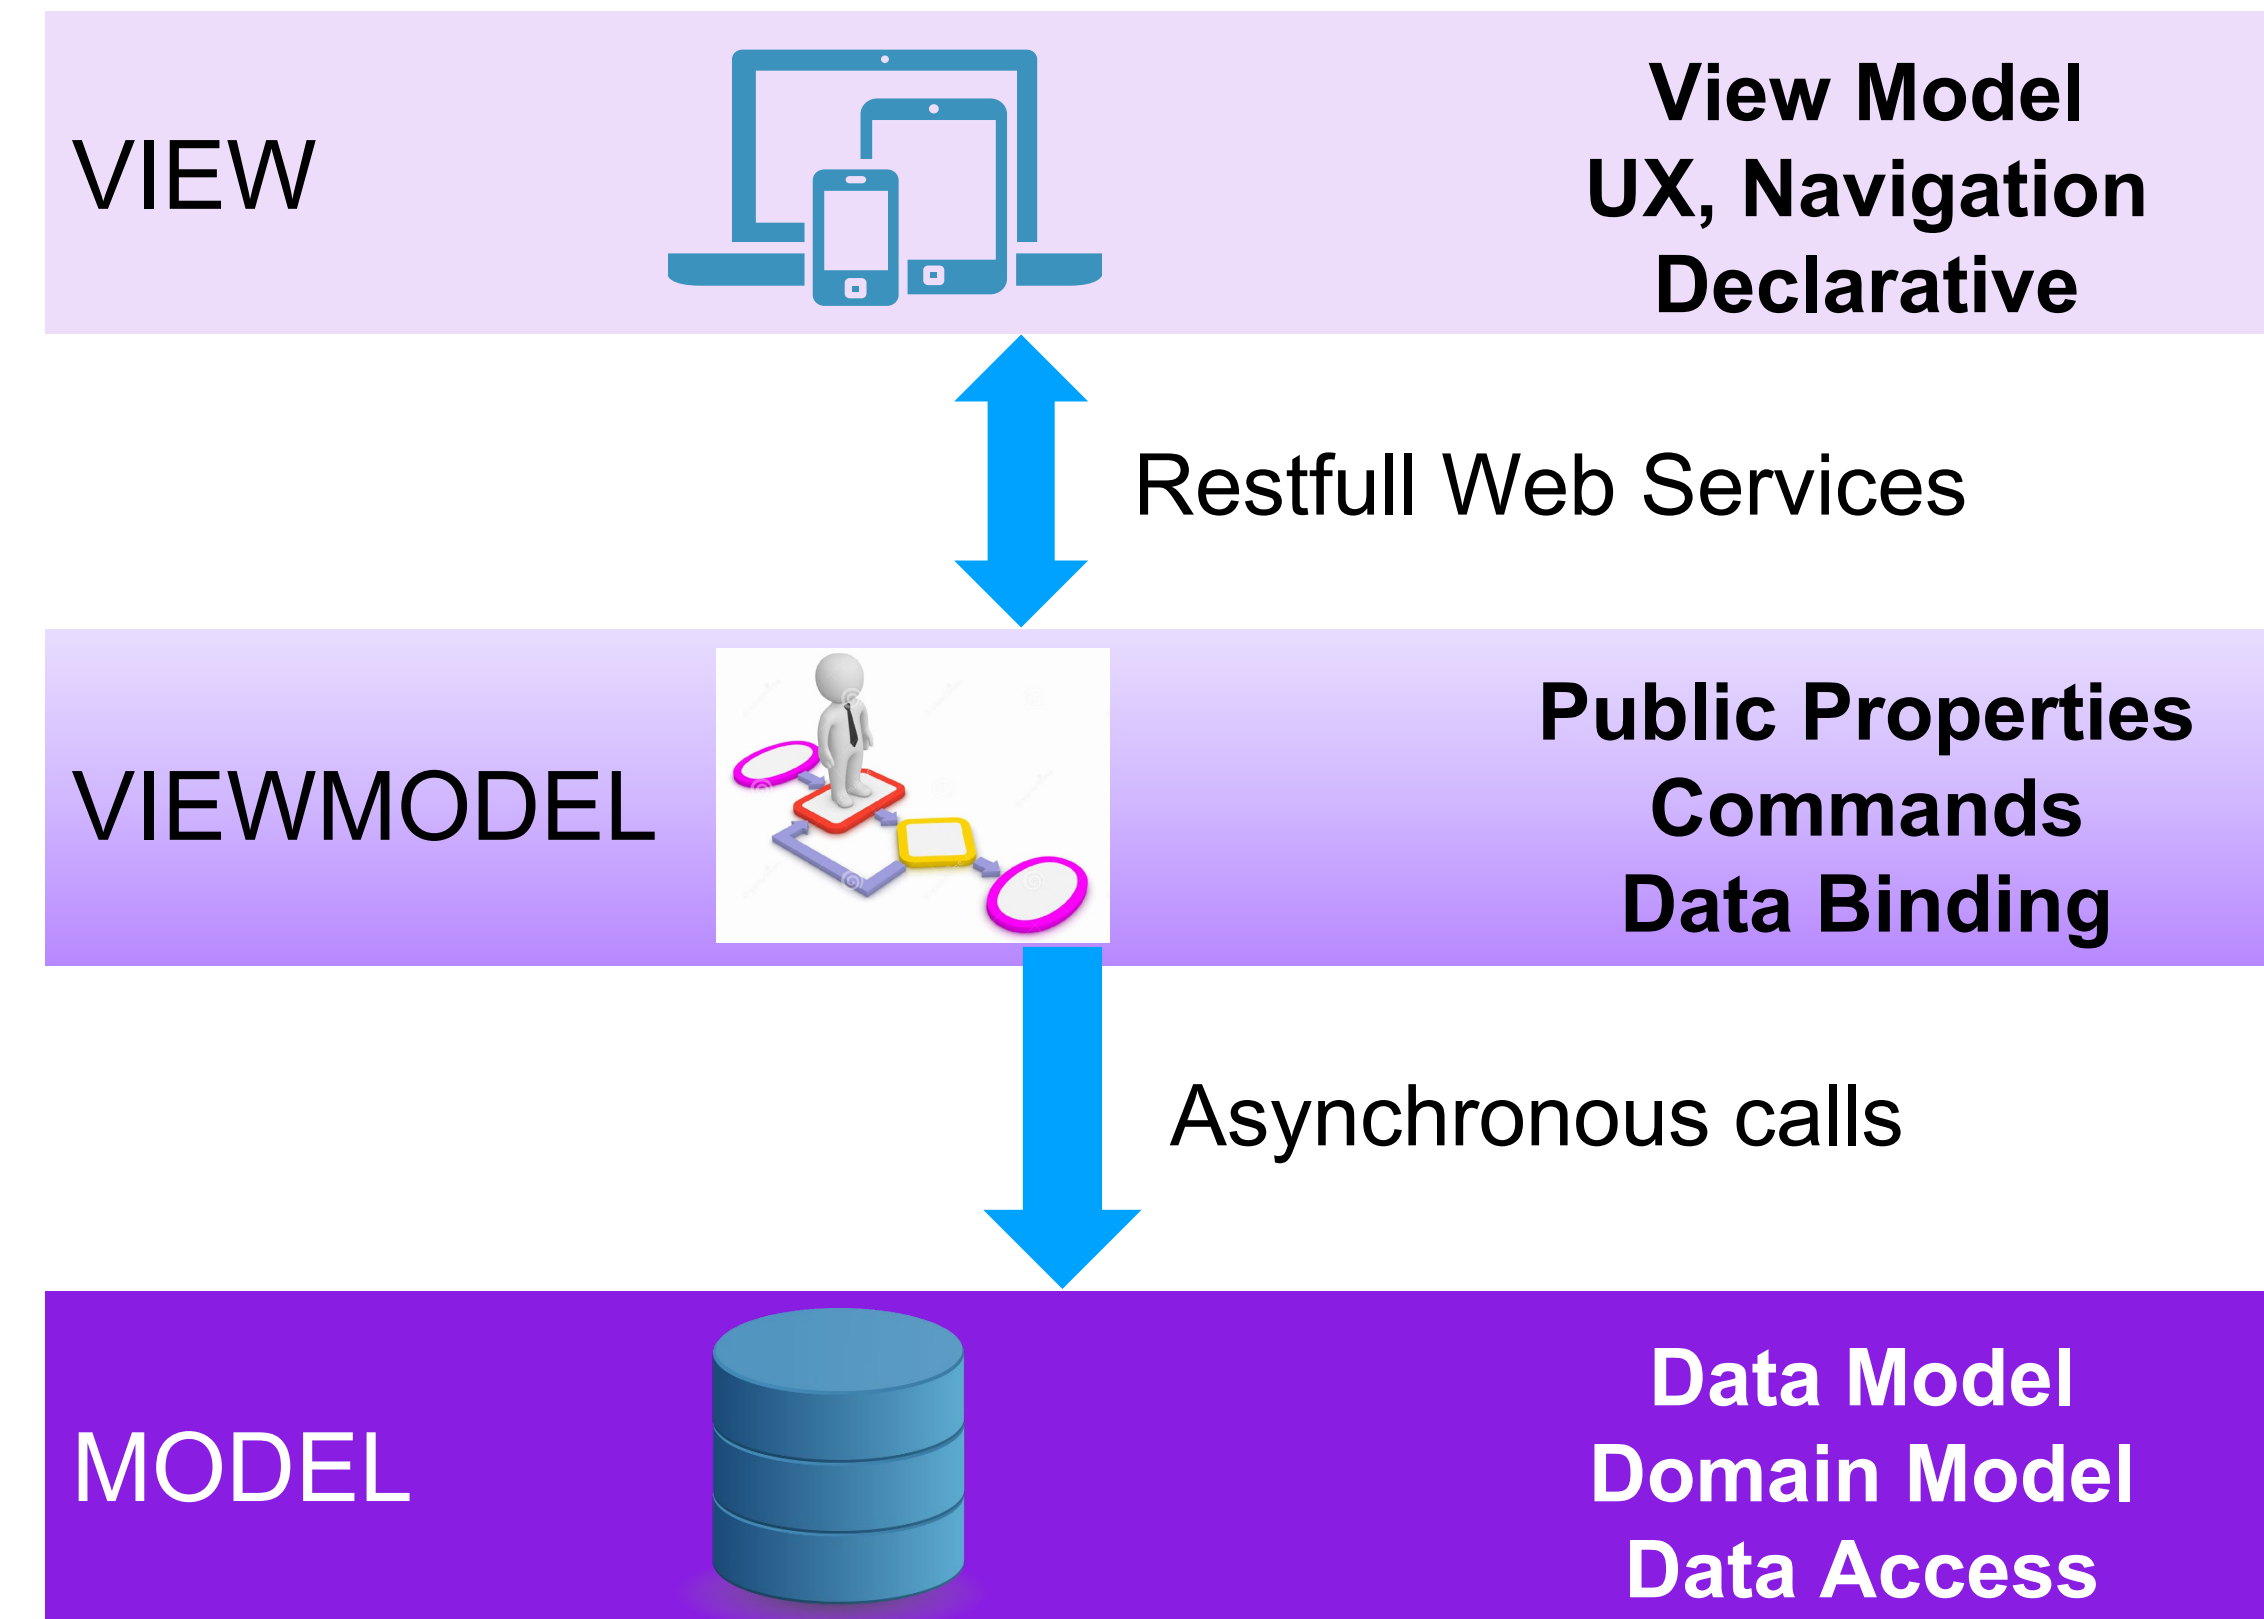 VIEW
View Model
UX, Navigation
Declarative
Restfull Web Services
VIEWMODEL
Public Properties
Commands
Data Binding
Asynchronous calls
MODEL
Data Model
Domain Model
Data Access